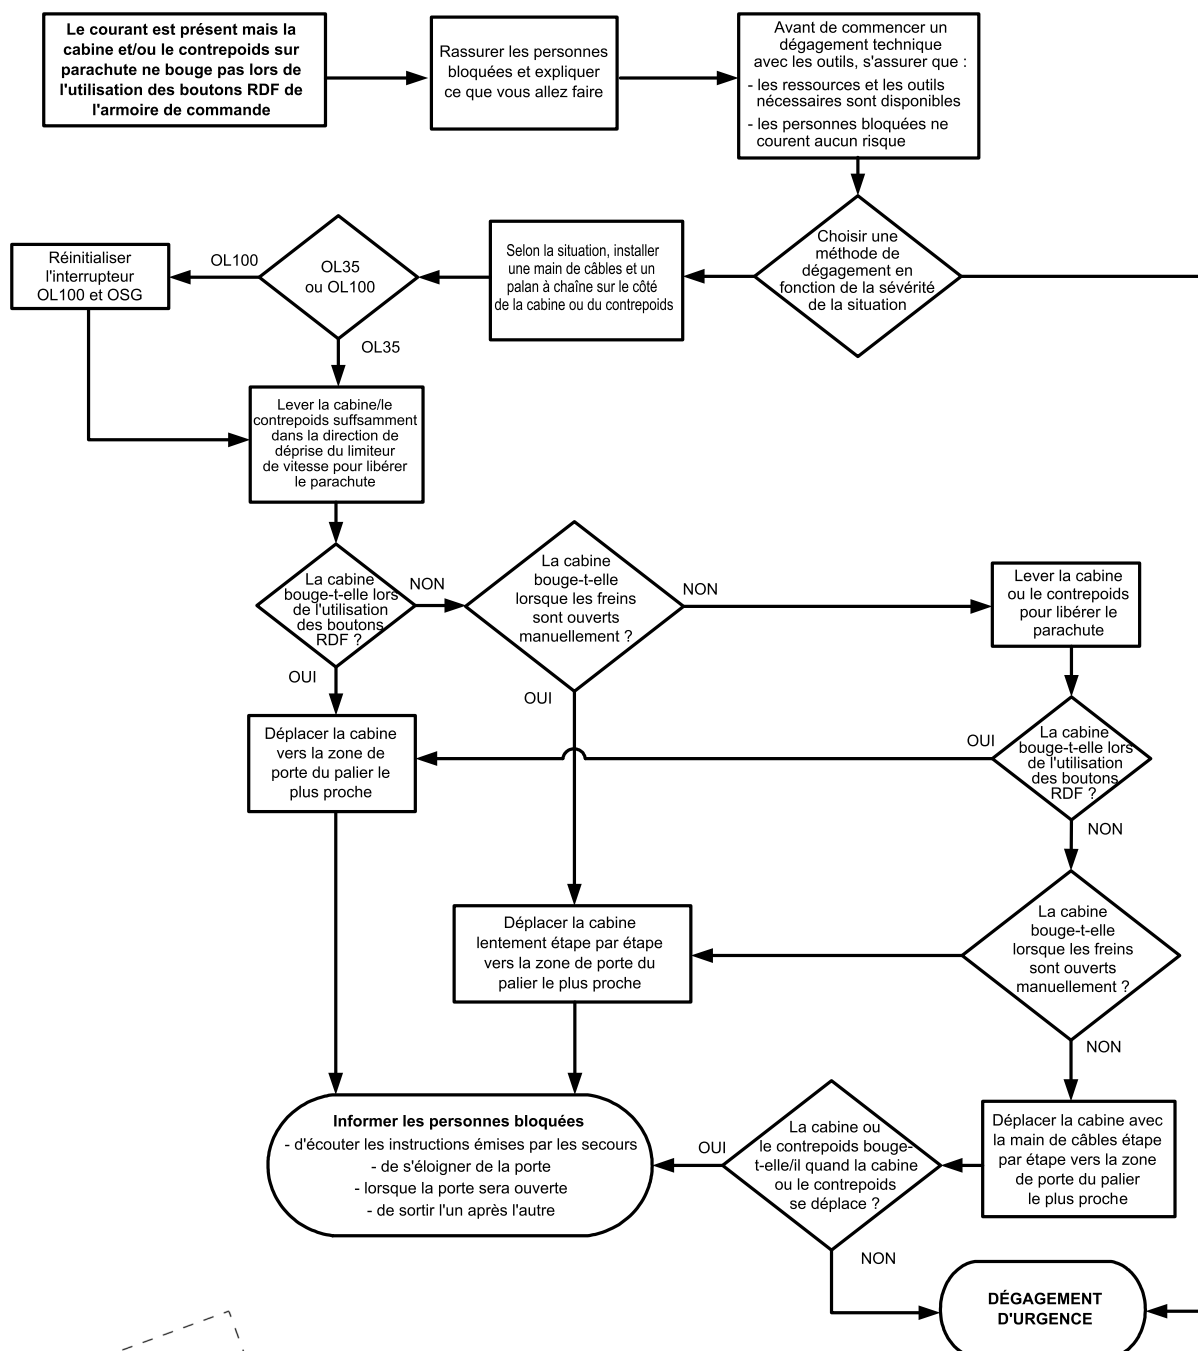 Le courant est présent mais la
cabine et/ou le contrepoids sur
parachute ne bouge pas lors de
l'utilisation des boutons RDF de
l'armoire de commande
Rassurer les personnes
bloquées et expliquer
ce que vous allez faire
Avant de commencer un
dégagement technique
avec les outils, s'assurer que :
- les ressources et les outils
nécessaires sont disponibles
- les personnes bloquées ne
courent aucun risque
Choisir une
méthode de
dégagement en
fonction de la sévérité
de la situation
Selon la situation, installer
une main de câbles et un
palan à chaîne sur le côté
de la cabine ou du contrepoids
OL35
ou OL100
OL100
Réinitialiser
l'interrupteur
OL100 et OSG
OL35
Lever la cabine/le
contrepoids suffsamment
dans la direction de
déprise du limiteur
de vitesse pour libérer
le parachute
La cabine
bouge-t-elle lors
de l'utilisation
des boutons
RDF ?
NON
La cabine
bouge-t-elle
lorsque les freins
sont ouverts
manuellement ?
NON
Lever la cabine
ou le contrepoids
pour libérer le
parachute
OUI
OUI
Déplacer la cabine
vers la zone de
porte du palier le
plus proche
OUI
La cabine
bouge-t-elle lors
de l'utilisation
des boutons
RDF ?
NON
La cabine
bouge-t-elle
lorsque les freins
sont ouverts
manuellement ?
Déplacer la cabine
lentement étape par étape
vers la zone de porte du
palier le plus proche
NON
Déplacer la cabine avec
la main de câbles étape
par étape vers la zone
de porte du palier
le plus proche
La cabine ou
le contrepoids bouge-
t-elle/il quand la cabine
ou le contrepoids
se déplace ?
OUI
Informer les personnes bloquées
- d'écouter les instructions émises par les secours
- de s'éloigner de la porte
- lorsque la porte sera ouverte
- de sortir l'un après l'autre
NON
DÉGAGEMENT
D'URGENCE